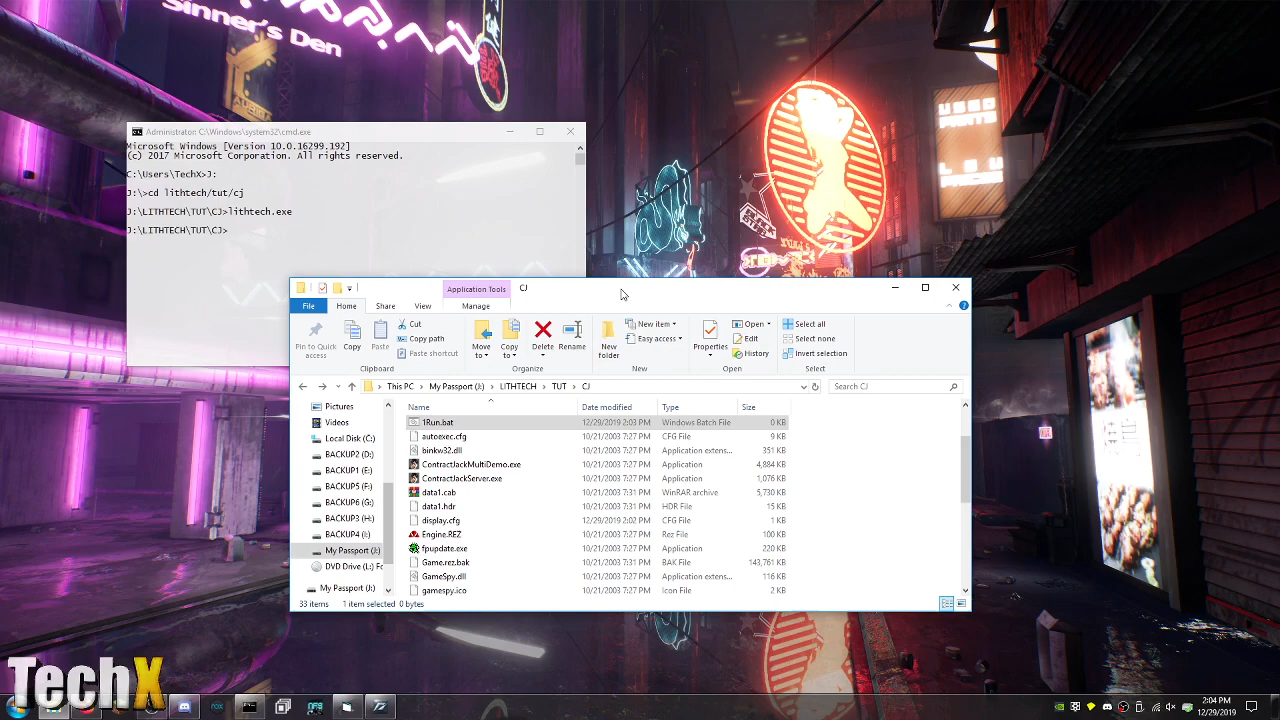 Sinner's Den
USED
PARTS
Administrator: C:\Windows\system32\cmd.exe
Microsoft Windows [Version 10.0.16299.192]
(c) 2017 Microsoft Corporation. All rights reserved.
C:\Users\TechX>J:
J:\>cd lithtech/tut/cj
J:\LITHTECH\TUT\CJ>lithtech.exe
J:\LITHTECH\TUT\CJ>
Application Tools CJ
File Home Share View Manage
Pin to Quick access
Copy
Paste
Cut
Copy path
Paste shortcut
Clipboard
Move to
Copy to
Delete
Rename
Organize
New folder
New item
Easy access
New
Properties
Open
Edit
History
Open
Select all
Select none
Invert selection
Select
This PC > My Passport (J:) > LITHTECH > TUT > CJ
Search CJ
Pictures
Videos
Local Disk (C:)
BACKUP2 (D:)
BACKUP1 (E:)
BACKUP5 (F:)
BACKUP6 (G:)
BACKUP3 (H:)
BACKUP4 (I:)
My Passport (J:)
DVD Drive (L:) Fc
My Passport (J:)
Name Date modified Type Size
1Run.bat 12/29/2019 2:03 PM Windows Batch File 0 KB
autoexec.cfg 10/21/2003 7:27 PM CFG File 9 KB
binkw32.dll 10/21/2003 7:27 PM Application extens... 351 KB
ContractJackMultiDemo.exe 10/21/2003 7:27 PM Application 4,884 KB
ContractJackServer.exe 10/21/2003 7:27 PM Application 1,076 KB
data1.cab 10/21/2003 7:31 PM WinRAR archive 5,730 KB
data1.hdr 10/21/2003 7:31 PM HDR File 15 KB
display.cfg 12/29/2019 2:02 PM CFG File 1 KB
Engine.REZ 10/21/2003 7:27 PM Rez File 100 KB
fpupdate.exe 10/21/2003 7:27 PM Application 220 KB
Game.rez.bak 10/21/2003 7:31 PM BAK File 143,761 KB
GameSpy.dll 10/21/2003 7:27 PM Application extens... 116 KB
gamespy.ico 10/21/2003 7:27 PM Icon File 2 KB
33 items 1 item selected 0 bytes
TechX
2:04 PM
12/29/2019